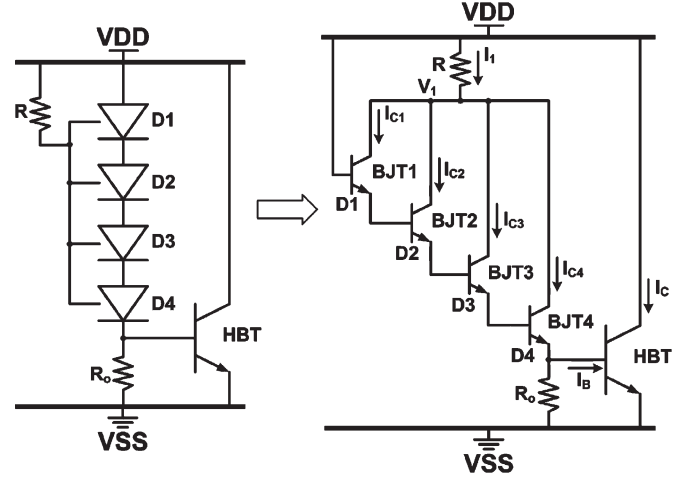 VDD
R
D1
D2
D3
D4
HBT
Ro
VSS
VDD
R
I1
V1
IC1
BJT1
D1
IC2
BJT2
D2
IC3
BJT3
D3
IC4
BJT4
D4
IC
HBT
IB
Ro
VSS